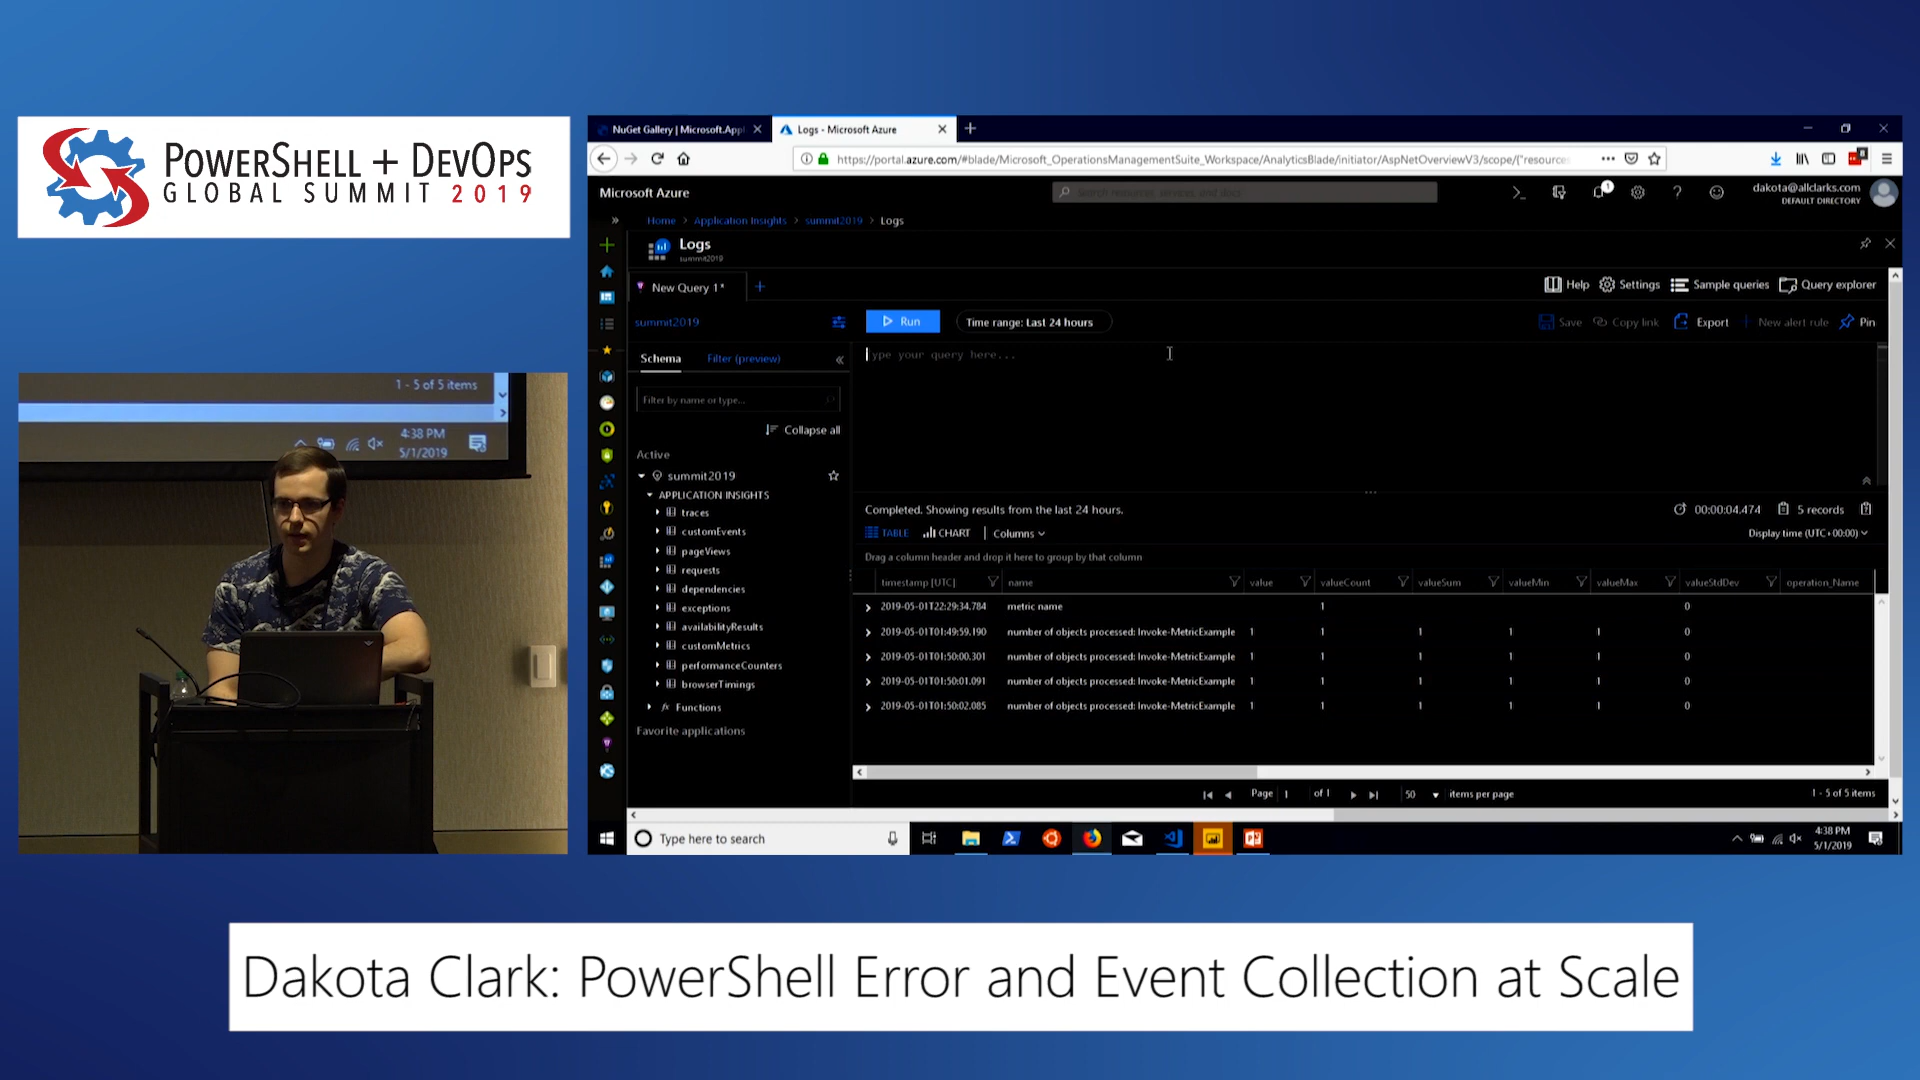 POWERSHELL + DEVOPS
GLOBAL SUMMIT 2019
1 - 5 of 5 items
4:38 PM
5/1/2019
NuGet Gallery | Microsoft.Appl
Logs - Microsoft Azure
https://portal.azure.com/#blade/Microsoft_OperationsManagementSuite_Workspace/AnalyticsBlade/initiator/AspNetOverviewV3/scope/{"resource
Microsoft Azure
Search resources, services, and docs
dakota@allclarks.com
DEFAULT DIRECTORY
Home > Application Insights > summit2019 > Logs
Logs
summit2019
New Query 1*
Help Settings Sample queries Query explorer
summit2019
Run
Time range: Last 24 hours
Save Copy link Export New alert rule Pin
Schema Filter (preview)
Type your query here...
Filter by name or type...
Collapse all
Active
summit2019
APPLICATION INSIGHTS
traces
customEvents
pageViews
requests
dependencies
exceptions
availabilityResults
customMetrics
performanceCounters
browserTimings
fx Functions
Favorite applications
Completed. Showing results from the last 24 hours.
00:00:04.474 5 records
TABLE CHART Columns
Display time (UTC+00:00)
Drag a column header and drop it here to group by that column
timestamp [UTC] name value valueCount valueSum valueMin valueMax valueStdDev operation_Name
2019-05-01T22:29:34.784 metric name 1 0
2019-05-01T01:49:59.190 number of objects processed: Invoke-MetricExample 1 1 1 1 1 0
2019-05-01T01:50:00.301 number of objects processed: Invoke-MetricExample 1 1 1 1 1 0
2019-05-01T01:50:01.091 number of objects processed: Invoke-MetricExample 1 1 1 1 1 0
2019-05-01T01:50:02.085 number of objects processed: Invoke-MetricExample 1 1 1 1 1 0
Page 1 of 1 50 items per page
1 - 5 of 5 items
Type here to search
4:38 PM
5/1/2019
Dakota Clark: PowerShell Error and Event Collection at Scale